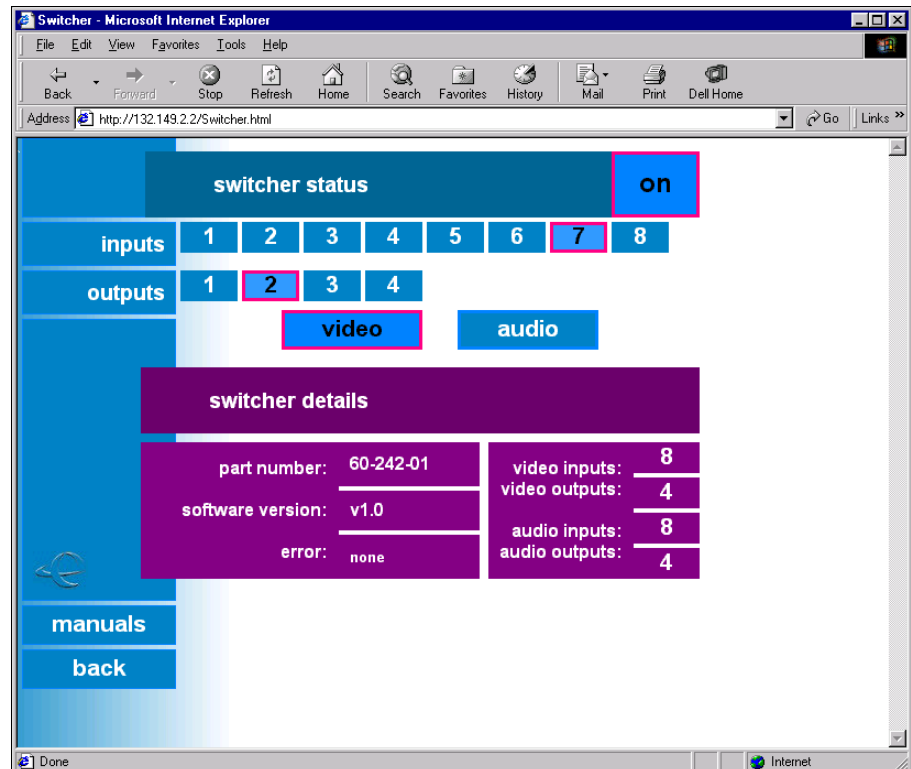 Switcher - Microsoft Internet Explorer
File Edit View Favorites Tools Help
Back Forward Stop Refresh Home Search Favorites History Mail Print Dell Home
Address http://132.149.2.2/Switcher.html Go Links »
switcher status on
inputs 1 2 3 4 5 6 7 8
outputs 1 2 3 4
video audio
switcher details
part number: 60-242-01
software version: v1.0
error: none
video inputs: 8
video outputs: 4
audio inputs: 8
audio outputs: 4
manuals
back
Done Internet